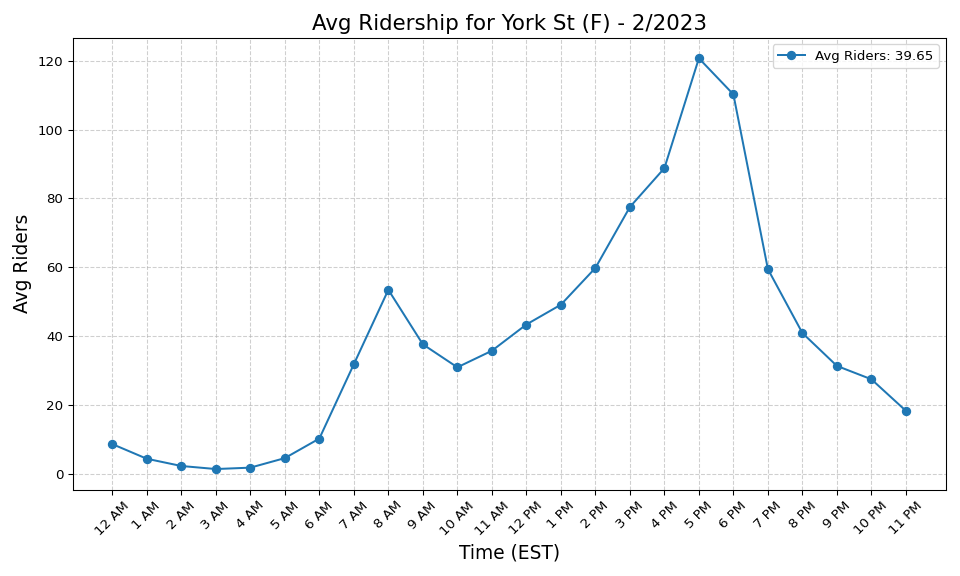 Avg Ridership for York St (F) - 2/2023
Avg Riders: 39.65
120
100
80
60
40
20
0
Avg Riders
12 AM
1 AM
2 AM
3 AM
4 AM
5 AM
6 AM
7 AM
8 AM
9 AM
10 AM
11 AM
12 PM
1 PM
2 PM
3 PM
4 PM
5 PM
6 PM
7 PM
8 PM
9 PM
10 PM
11 PM
Time (EST)